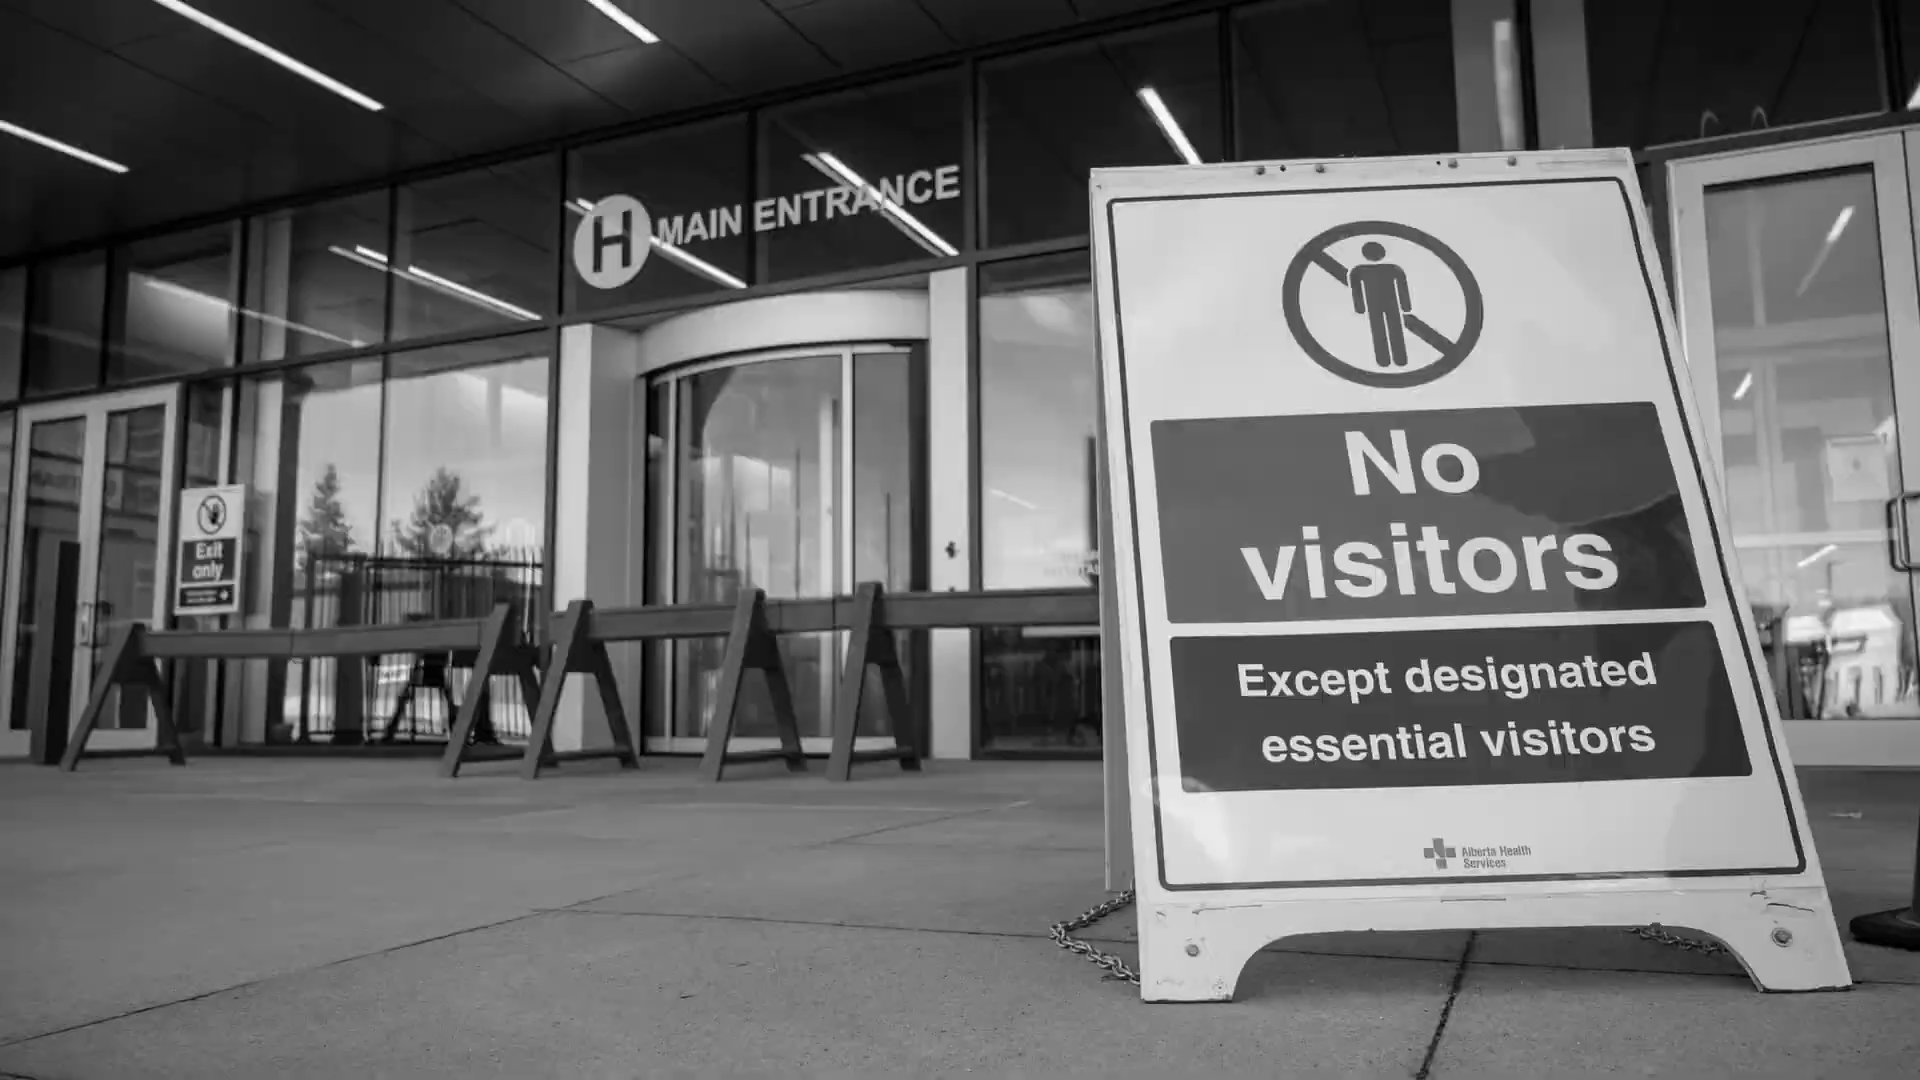 H MAIN ENTRANCE
Exit
only
No
visitors
Except designated
essential visitors
Alberta Health
Services